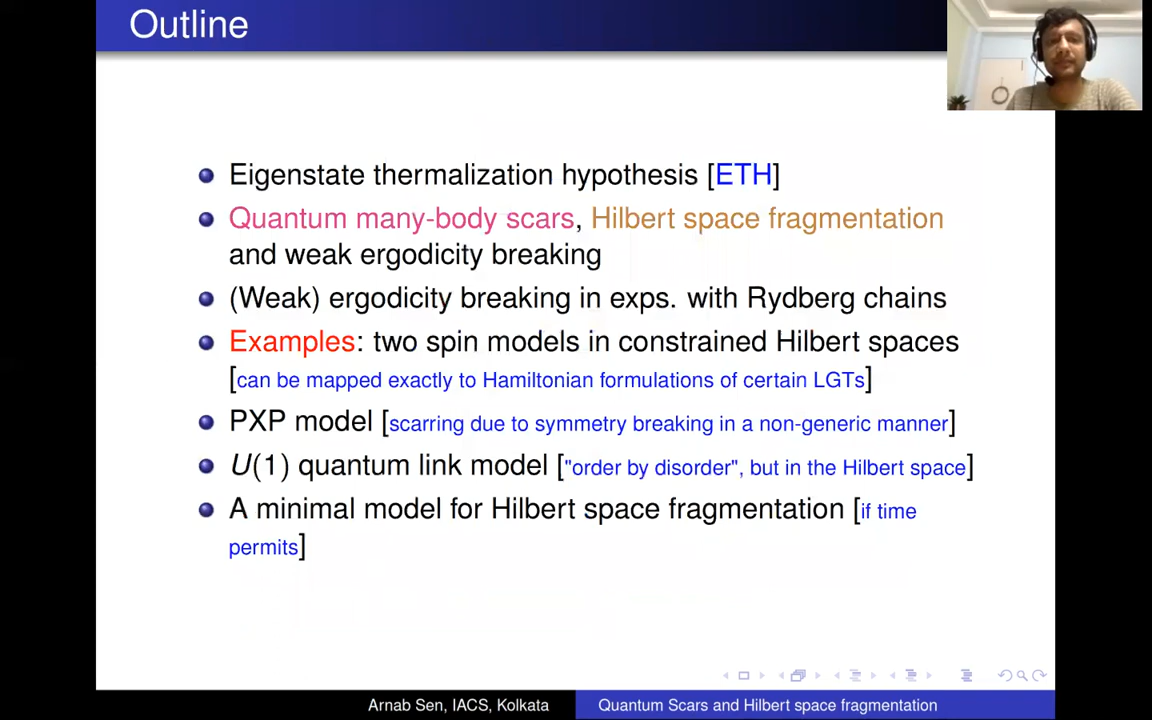 Outline
Eigenstate thermalization hypothesis [ETH]
Quantum many-body scars, Hilbert space fragmentation
and weak ergodicity breaking
(Weak) ergodicity breaking in exps. with Rydberg chains
Examples: two spin models in constrained Hilbert spaces
[can be mapped exactly to Hamiltonian formulations of certain LGTs]
PXP model [scarring due to symmetry breaking in a non-generic manner]
U(1) quantum link model ["order by disorder", but in the Hilbert space]
A minimal model for Hilbert space fragmentation [if time
permits]
Arnab Sen, IACS, Kolkata Quantum Scars and Hilbert space fragmentation